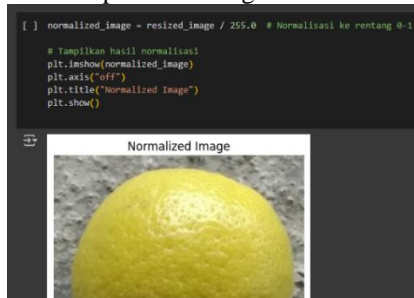 [ ] normalized_image = resized_image / 255.0 # Normalisasi ke rentang 0-1
# Tampilkan hasil normalisasi
plt.imshow(normalized_image)
plt.axis("off")
plt.title("Normalized Image")
plt.show()
Normalized Image